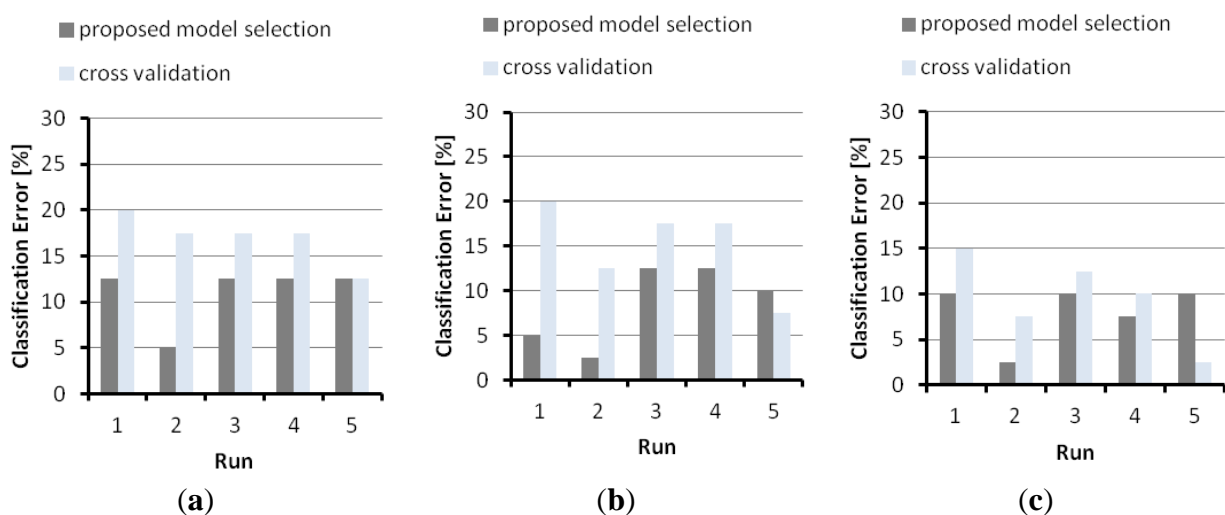 proposed model selection
cross validation
30
25
20
15
10
5
0
Classification Error [%]
1 2 3 4 5
Run
(a)
proposed model selection
cross validation
30
25
20
15
10
5
0
Classification Error [%]
1 2 3 4 5
Run
(b)
proposed model selection
cross validation
30
25
20
15
10
5
0
Classification Error [%]
1 2 3 4 5
Run
(c)